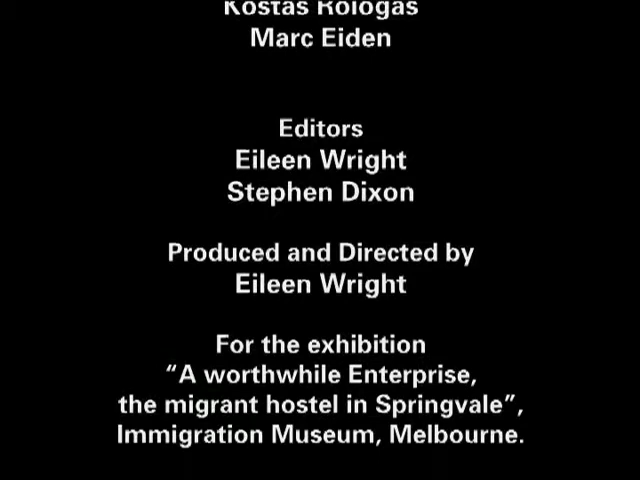 Kostas Rologas
Marc Eiden
Editors
Eileen Wright
Stephen Dixon
Produced and Directed by
Eileen Wright
For the exhibition
“A worthwhile Enterprise,
the migrant hostel in Springvale”,
Immigration Museum, Melbourne.